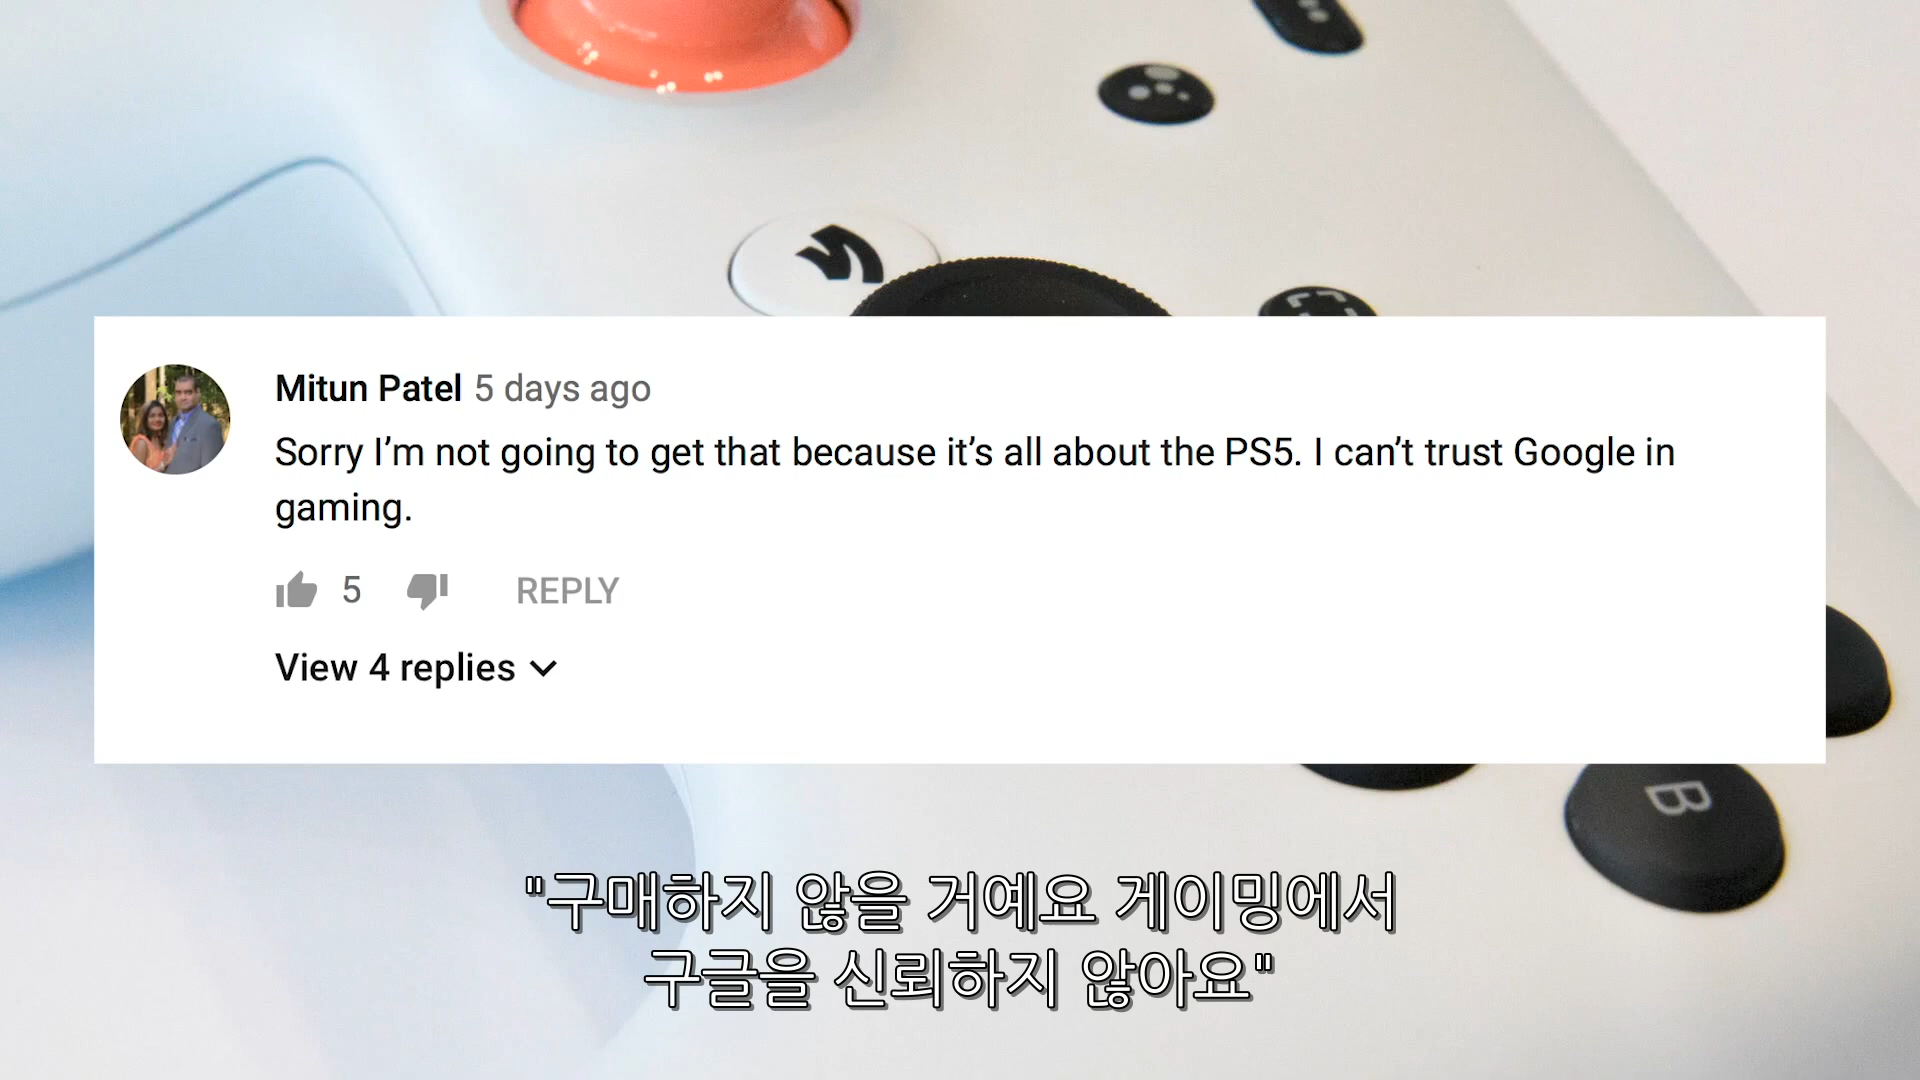 Mitun Patel 5 days ago
Sorry I’m not going to get that because it’s all about the PS5. I can’t trust Google in
gaming.
5 REPLY
View 4 replies
B
"구매하지 않을 거예요 게이밍에서
구글을 신뢰하지 않아요"